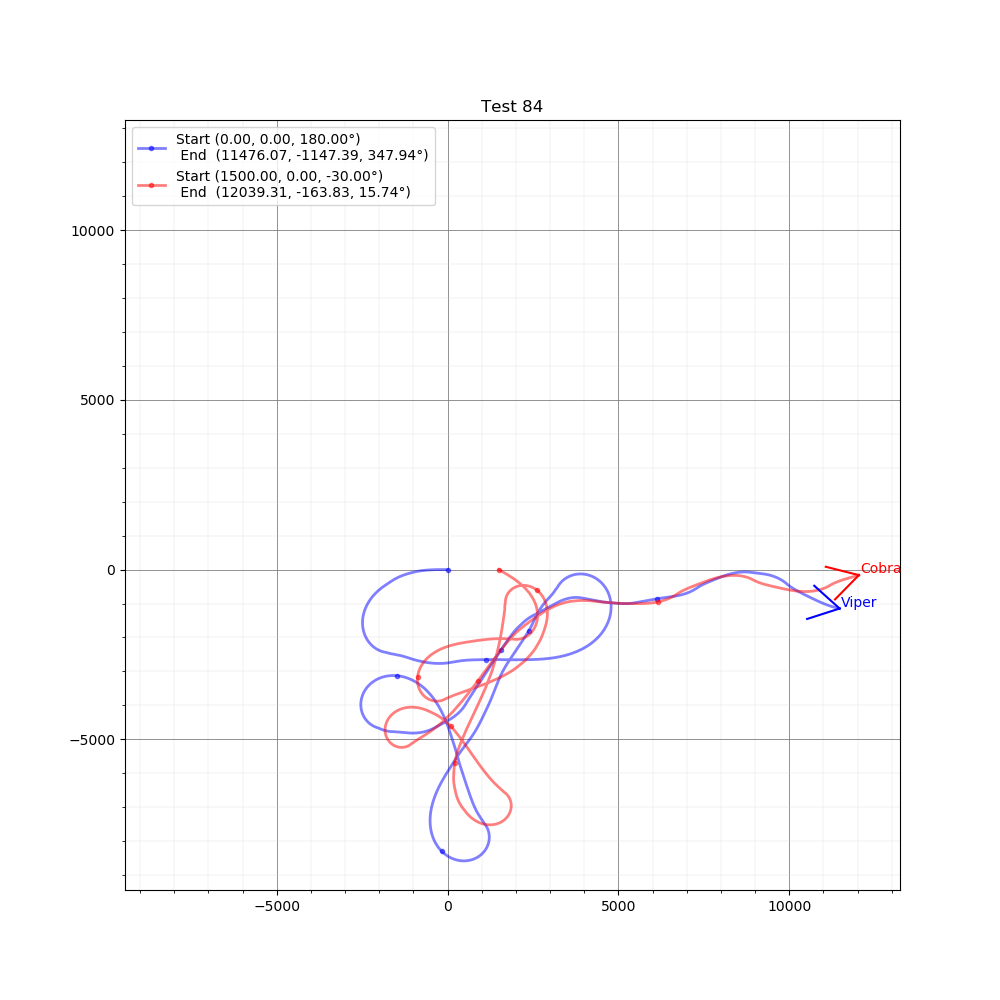 Test 84
Start (0.00, 0.00, 180.00°)
End  (11476.07, -1147.39, 347.94°)
Start (1500.00, 0.00, -30.00°)
End  (12039.31, -163.83, 15.74°)
10000
5000
0
Cobra
Viper
−5000
−5000
0
5000
10000